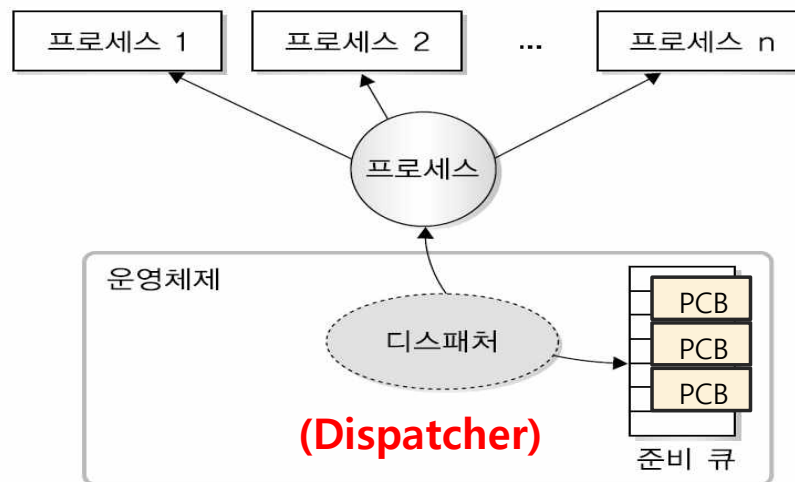 프로세스 1
프로세스 2
...
프로세스 n
프로세스
운영체제
디스패처
(Dispatcher)
PCB
PCB
PCB
준비 큐